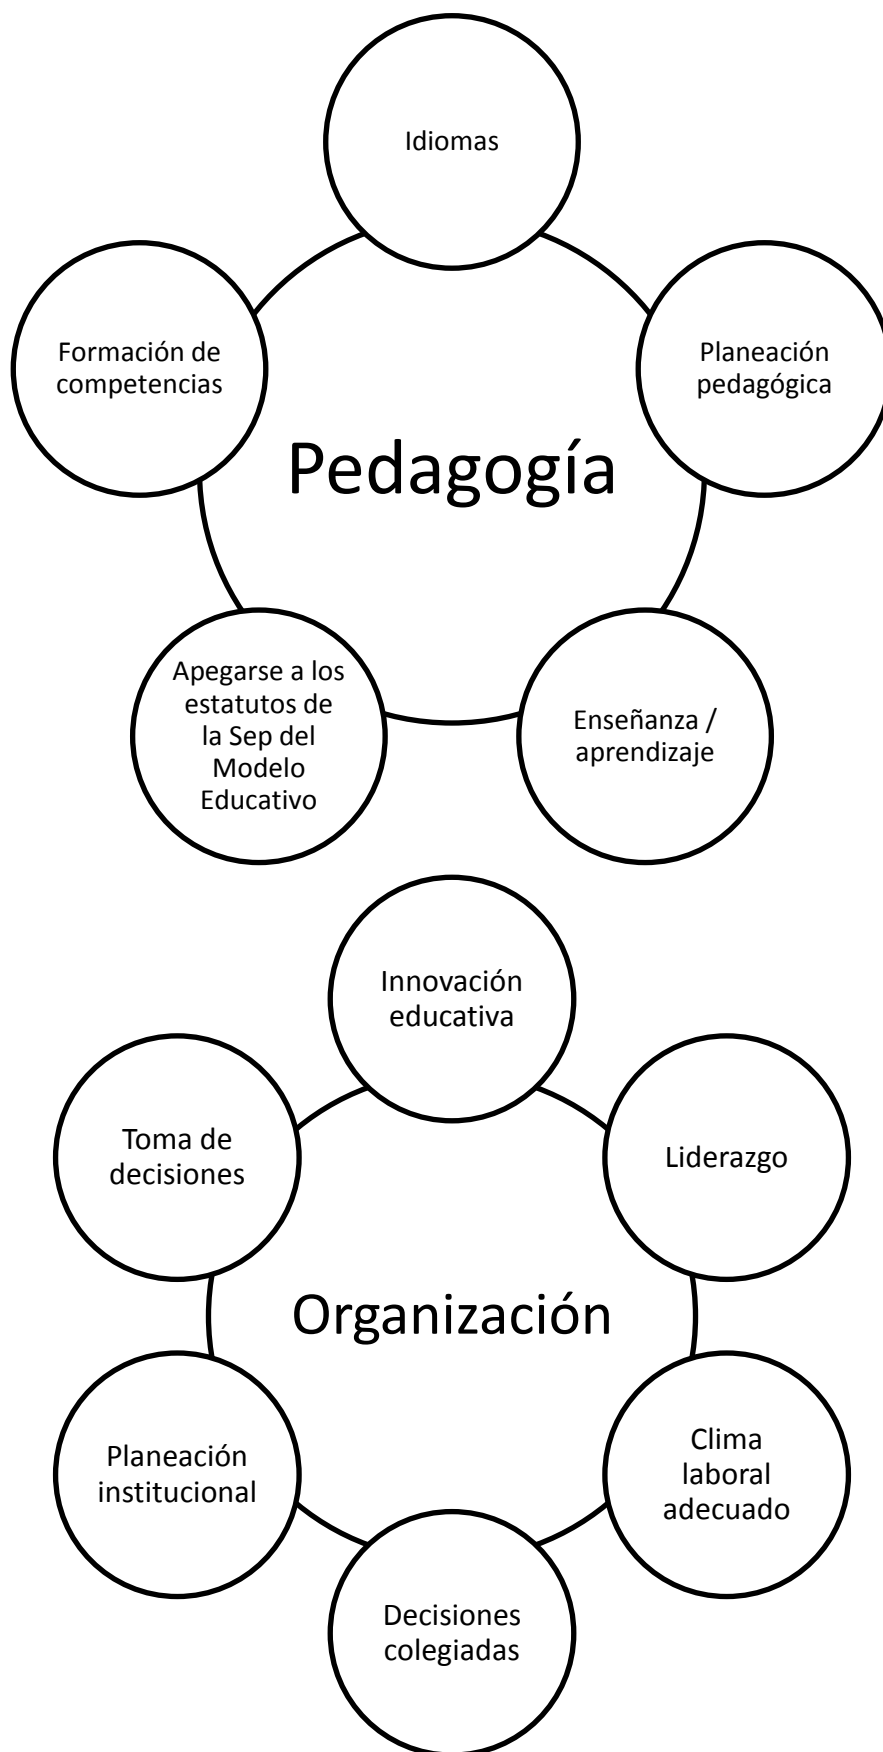 Idiomas
Formación de
competencias
Planeación
pedagógica
Pedagogía
Apegarse a los
estatutos de
la Sep del
Modelo
Educativo
Enseñanza /
aprendizaje
Innovación
educativa
Toma de
decisiones
Liderazgo
Organización
Planeación
institucional
Clima
laboral
adecuado
Decisiones
colegiadas